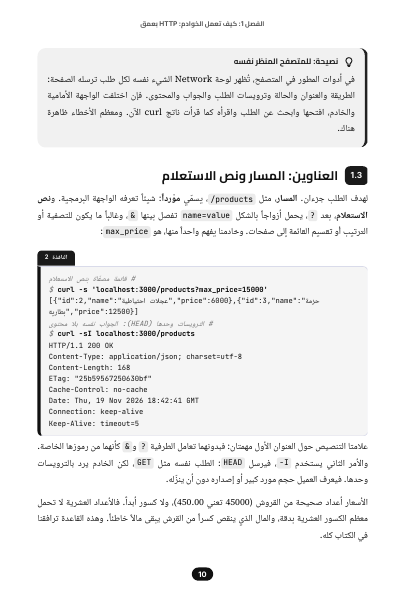 الفصل 1: كيف تعمل الخوادم: HTTP بعمق
نصيحة: للمتصفح المنظر نفسه
في أدوات المطور في المتصفح، تُظهر لوحة Network الشيء نفسه لكل طلب ترسله الصفحة:
الطريقة والعنوان والحالة وترويسات الطلب والجواب والمحتوى. فإن اختلفت الواجهة الأمامية
والخادم، افتحها وابحث عن الطلب واقرأه كما قرأت ناتج curl الآن. ومعظم الأخطاء ظاهرة
هناك.
1.3 العناوين: المسار ونص الاستعلام
لهدف الطلب جزءان. المسار، مثل /products، يسمّي مورداً: شيئاً تعرفه الواجهة البرمجية. ونص
الاستعلام، بعد ?، يحمل أزواجاً بالشكل name=value تفصل بينها &، وغالباً ما يكون للتصفية أو
الترتيب أو تقسيم القائمة إلى صفحات. وخادمنا يفهم واحداً منها، هو max_price:
النافذة 2
# قائمة مصفاة بنص الاستعلام
$ curl -s 'localhost:3000/products?max_price=15000'
[{"id":2,"name":"عجلات احتياطية","price":6000},{"id":3,"name":"حزمة
بطارية","price":12500}]
# الترويسات وحدها (HEAD): الجواب نفسه بلا محتوى
$ curl -sI localhost:3000/products
HTTP/1.1 200 OK
Content-Type: application/json; charset=utf-8
Content-Length: 168
ETag: "25b59567250630bf"
Cache-Control: no-cache
Date: Thu, 19 Nov 2026 18:42:41 GMT
Connection: keep-alive
Keep-Alive: timeout=5
علامتا التنصيص حول العنوان الأول مهمتان: فبدونهما تعامل الطرفية ? و & كأنهما من رموزها الخاصة.
والأمر الثاني يستخدم -I، فيرسل HEAD: الطلب نفسه مثل GET، لكن الخادم يرد بالترويسات
وحدها. فيعرف العميل حجم مورد كبير أو إصداره دون أن ينزّله.
الأسعار أعداد صحيحة من القروش (45000 تعني 450.00)، ولا كسور أبداً. فالأعداد العشرية لا تحمل
معظم الكسور العشرية بدقة، والمال الذي ينقص كسراً من القرش يبقى مالاً خاطئاً. وهذه القاعدة ترافقنا
في الكتاب كله.
10